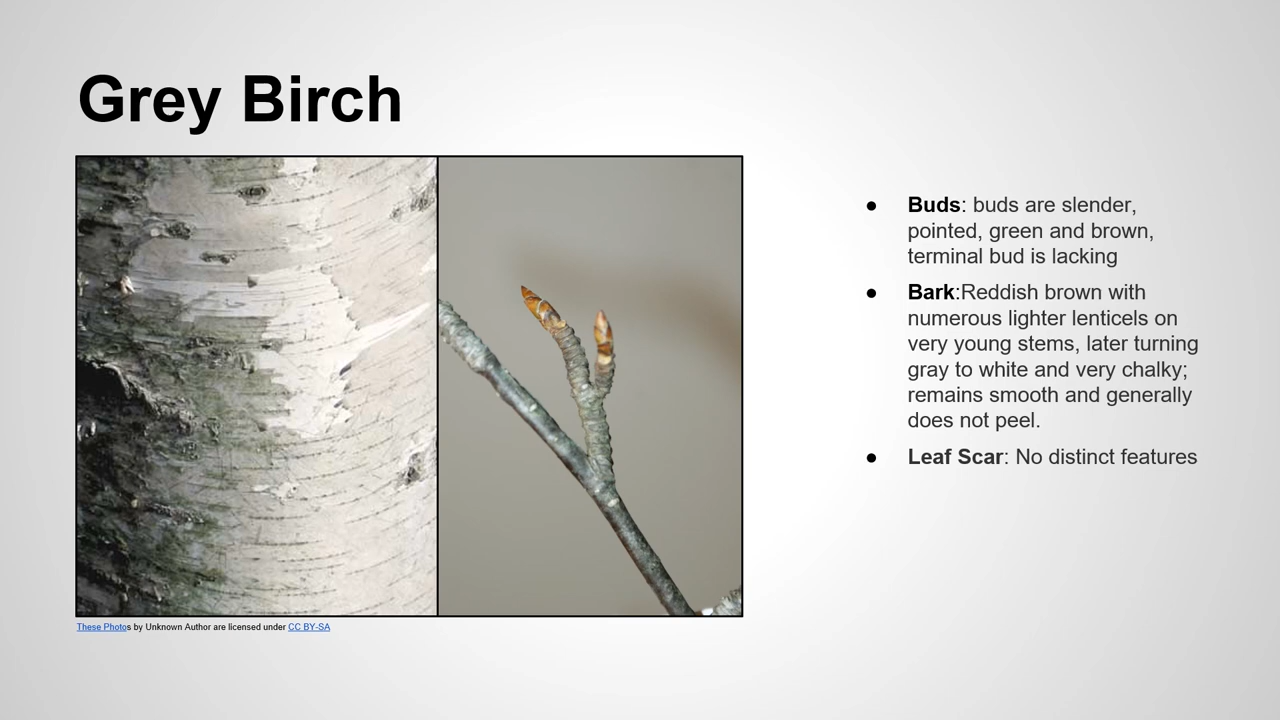 Grey Birch
● Buds: buds are slender,
pointed, green and brown,
terminal bud is lacking
● Bark:Reddish brown with
numerous lighter lenticels on
very young stems, later turning
gray to white and very chalky;
remains smooth and generally
does not peel.
● Leaf Scar: No distinct features
These Photos by Unknown Author are licensed under CC BY-SA